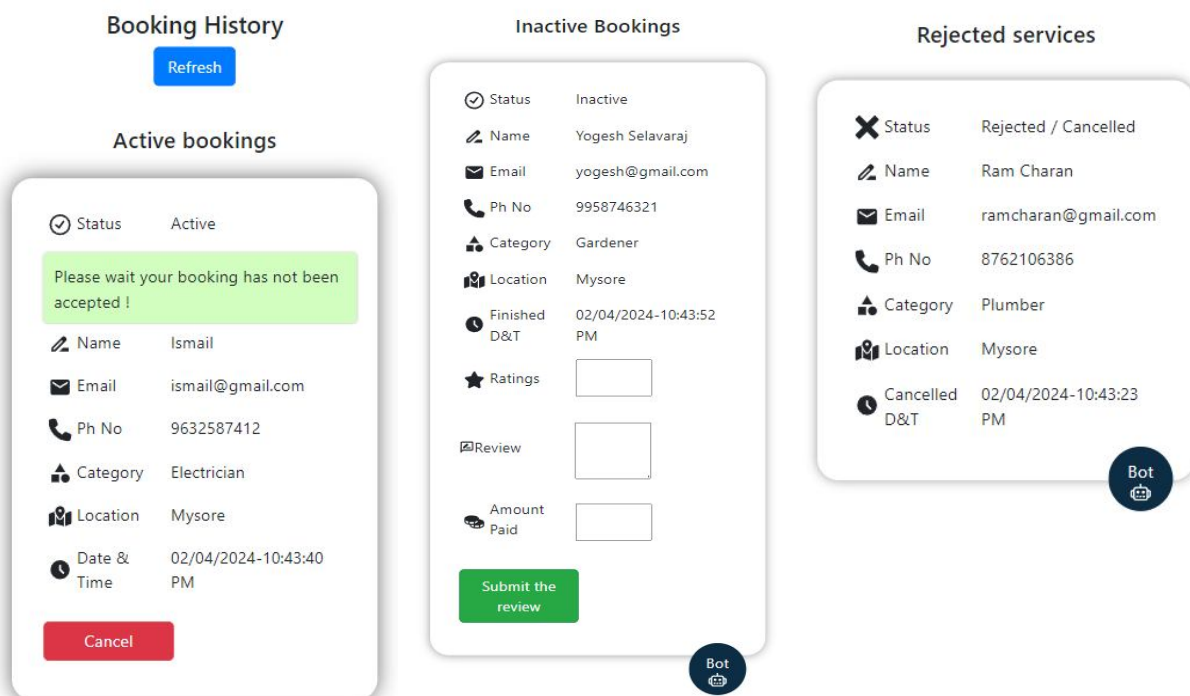 Booking History
Refresh
Active bookings
Status Active
Please wait your booking has not been
accepted !
Name Ismail
Email ismail@gmail.com
Ph No 9632587412
Category Electrician
Location Mysore
Date & 02/04/2024-10:43:40
Time PM
Cancel
Inactive Bookings
Status Inactive
Name Yogesh Selavaraj
Email yogesh@gmail.com
Ph No 9958746321
Category Gardener
Location Mysore
Finished 02/04/2024-10:43:52
D&T PM
Ratings
Review
Amount
Paid
Submit the
review
Bot
Rejected services
Status Rejected / Cancelled
Name Ram Charan
Email ramcharan@gmail.com
Ph No 8762106386
Category Plumber
Location Mysore
Cancelled 02/04/2024-10:43:23
D&T PM
Bot